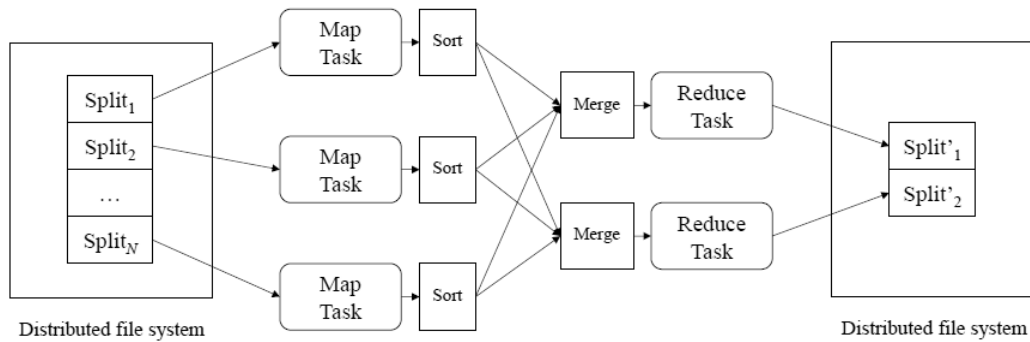 Split₁
Split₂
…
Split_N
Distributed file system
Map
Task
Sort
Map
Task
Sort
Map
Task
Sort
Merge
Reduce
Task
Merge
Reduce
Task
Split’₁
Split’₂
Distributed file system